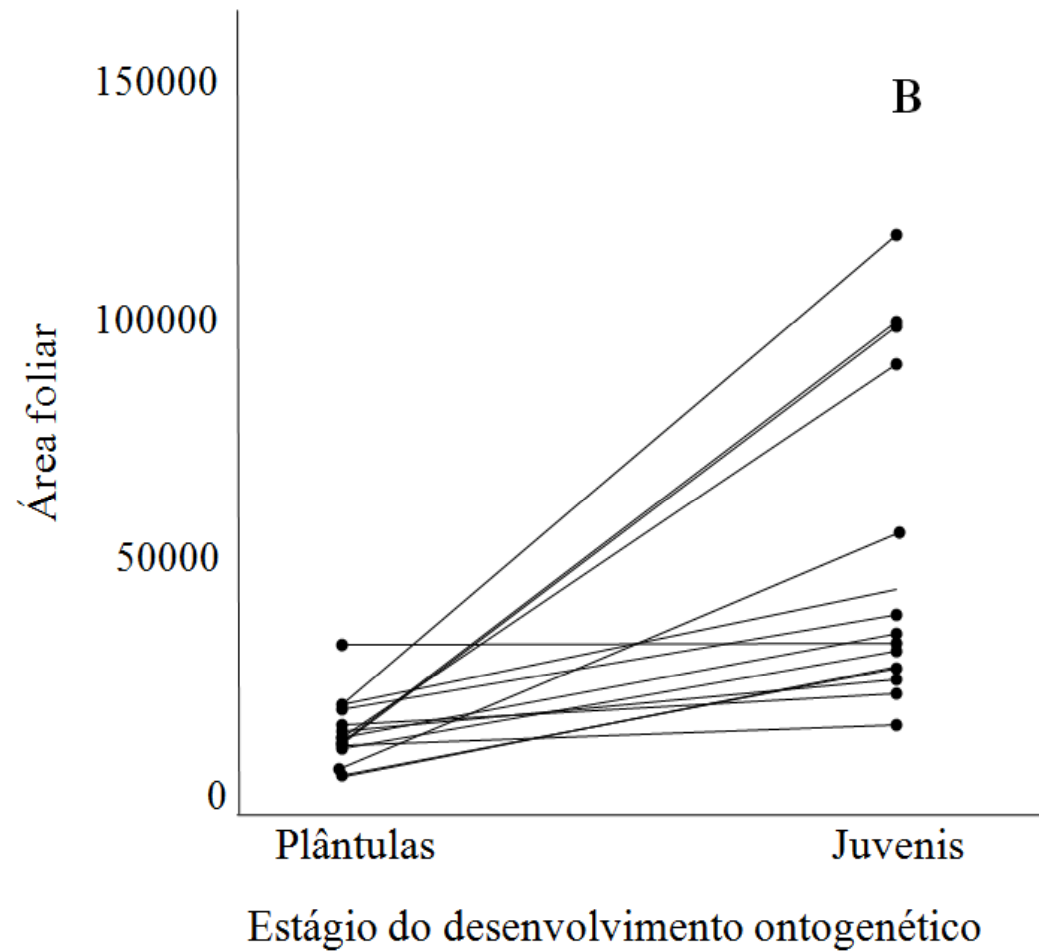 150000
B
100000
Área foliar
50000
0
Plântulas
Juvenis
Estágio do desenvolvimento ontogenético